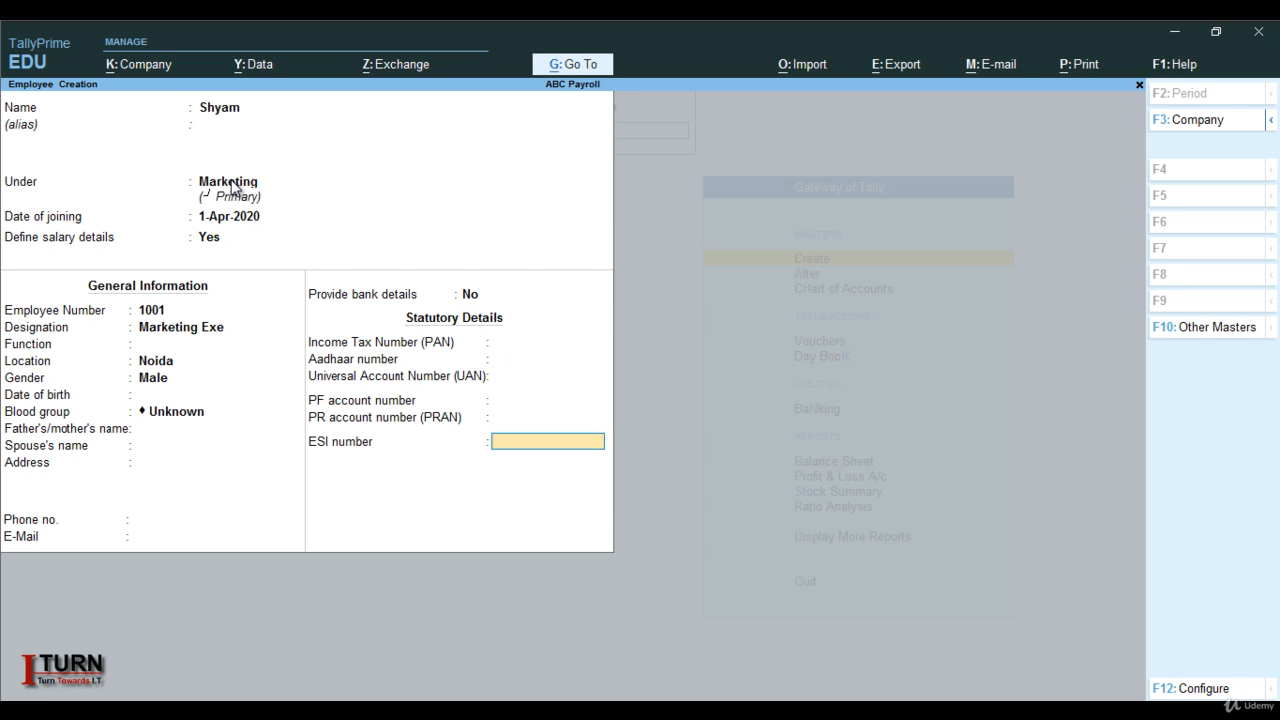 TallyPrime
EDU
MANAGE
K: Company
Y: Data
Z: Exchange
G: Go To
O: Import
E: Export
M: E-mail
P: Print
F1: Help
Employee Creation
ABC Payroll
Name : Shyam
(alias) :
Under : Marketing
(┘ Primary)
Date of joining : 1-Apr-2020
Define salary details : Yes
General Information
Employee Number : 1001
Designation : Marketing Exe
Function :
Location : Noida
Gender : Male
Date of birth :
Blood group : ♦ Unknown
Father's/mother's name:
Spouse's name :
Address :
Phone no. :
E-Mail :
Provide bank details : No
Statutory Details
Income Tax Number (PAN) :
Aadhaar number :
Universal Account Number (UAN):
PF account number :
PR account number (PRAN) :
ESI number :
Gateway of Tally
MASTERS
Create
Alter
CHart of Accounts
TRANSACTIONS
Vouchers
Day BooK
UTILITIES
BaNking
REPORTS
Balance Sheet
Profit & Loss A/c
Stock Summary
Ratio Analysis
Display More Reports
Quit
F2: Period
F3: Company
F4
F5
F6
F7
F8
F9
F10: Other Masters
F12: Configure
I TURN
Turn Towards I.T
Udemy